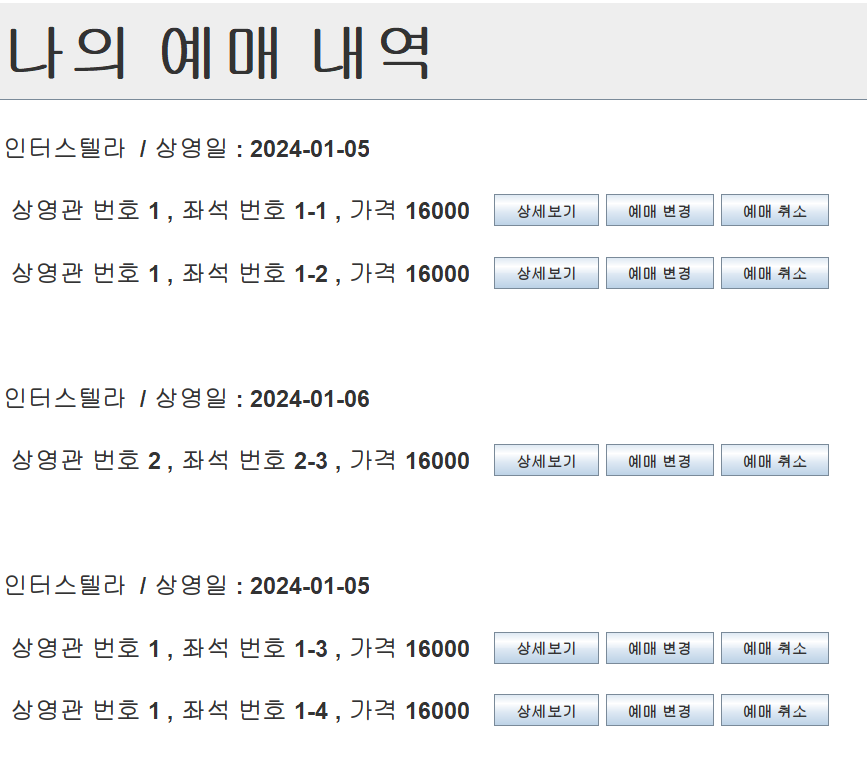 나의 예매 내역
인터스텔라 / 상영일 : 2024-01-05
상영관 번호 1 , 좌석 번호 1-1 , 가격 16000 상세보기 예매 변경 예매 취소
상영관 번호 1 , 좌석 번호 1-2 , 가격 16000 상세보기 예매 변경 예매 취소
인터스텔라 / 상영일 : 2024-01-06
상영관 번호 2 , 좌석 번호 2-3 , 가격 16000 상세보기 예매 변경 예매 취소
인터스텔라 / 상영일 : 2024-01-05
상영관 번호 1 , 좌석 번호 1-3 , 가격 16000 상세보기 예매 변경 예매 취소
상영관 번호 1 , 좌석 번호 1-4 , 가격 16000 상세보기 예매 변경 예매 취소